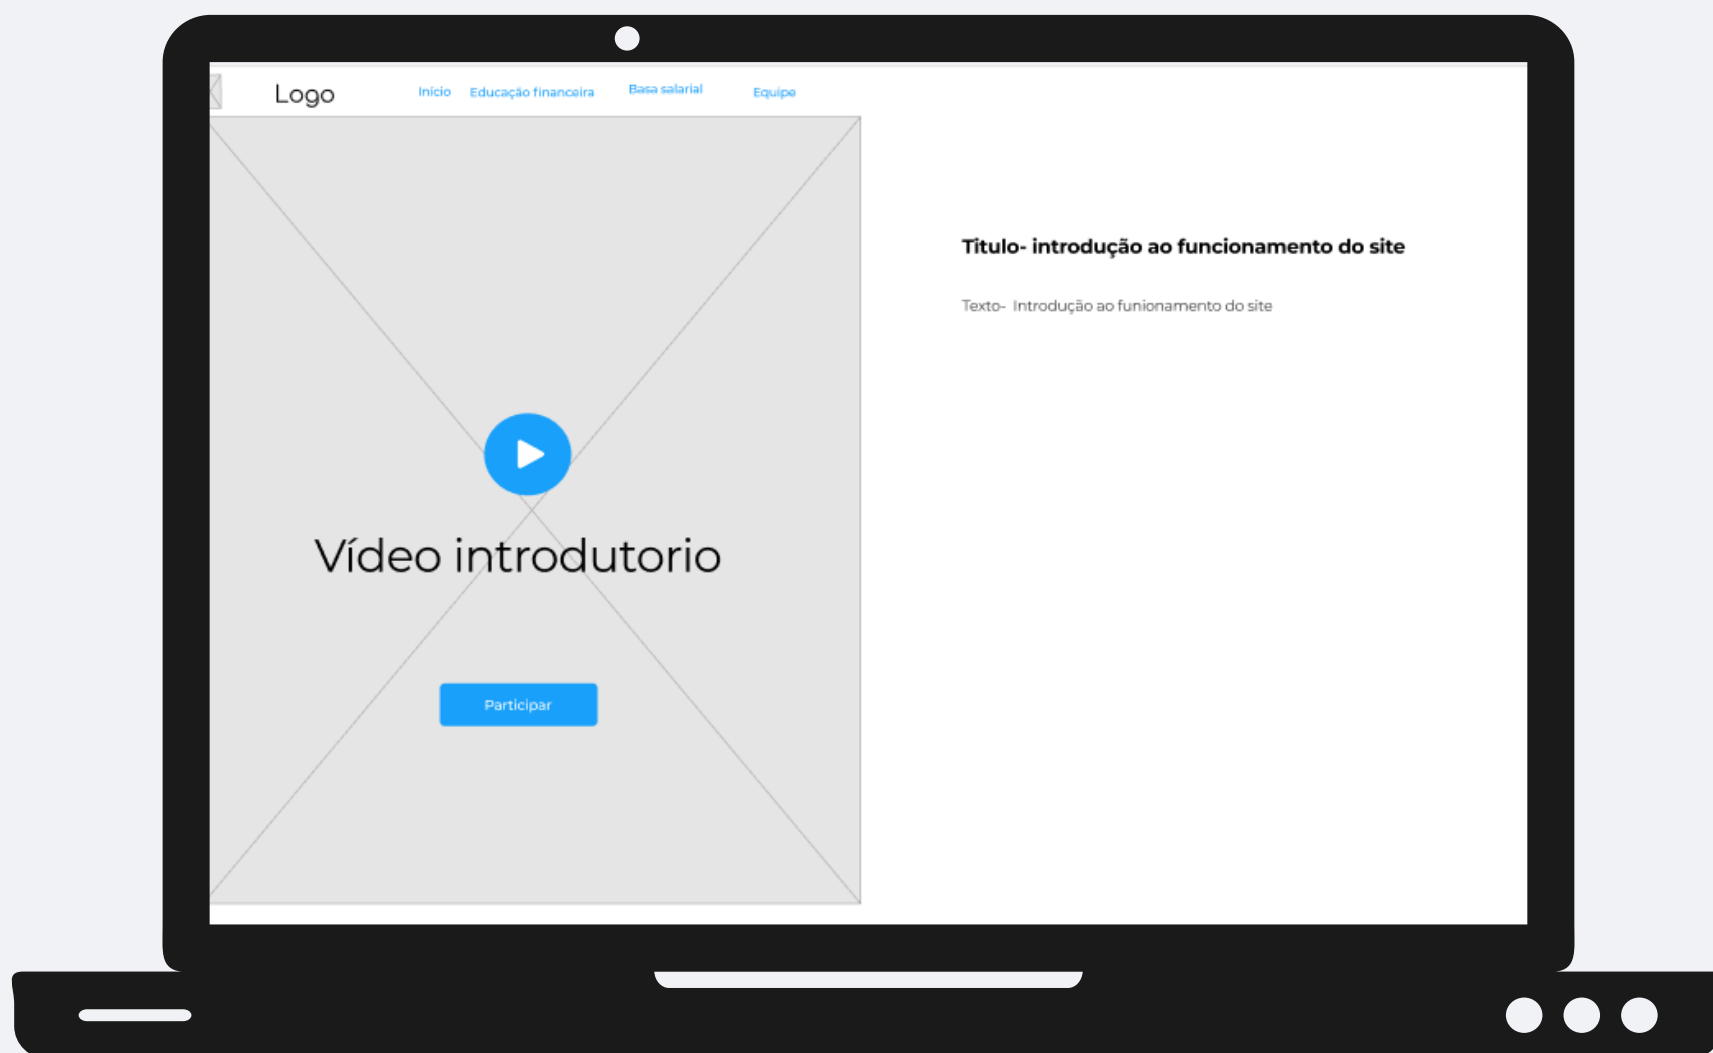 Logo
Início
Educação financeira
Basa salarial
Equipe
Titulo- introdução ao funcionamento do site
Texto- Introdução ao funionamento do site
Vídeo introdutorio
Participar